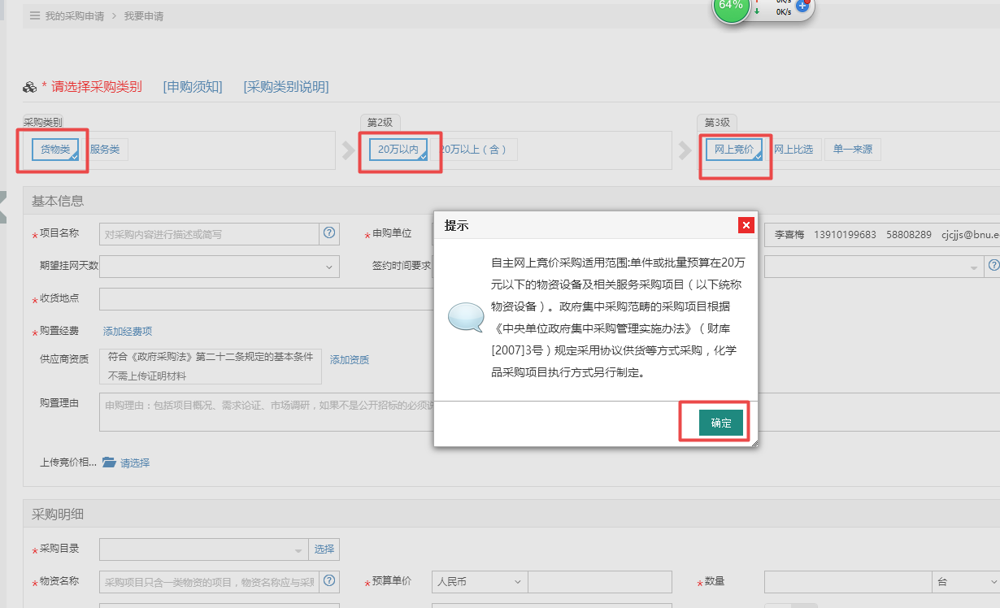 我的采购申请 > 我要申请
64%
0K/s
0K/s
* 请选择采购类别 [申购须知] [采购类别说明]
采购类别 第2级 第3级
货物类 服务类 20万以内 20万以上（含） 网上竞价 网上比选 单一来源
基本信息
*项目名称 对采购内容进行描述或简写 *申购单位 李喜梅 13910199683 58808289 cjcjjs@bnu.e
期望挂网天数 签约时间要求
*收货地点
*购置经费 添加经费项
供应商资质 符合《政府采购法》第二十二条规定的基本条件 添加资质
不需上传证明材料
购置理由 申购理由：包括项目概况、需求论证、市场调研，如果不是公开招标的必须说
上传竞价相... 请选择
提示
自主网上竞价采购适用范围:单件或批量预算在20万
元以下的物资设备及相关服务采购项目（以下统称
物资设备）。政府集中采购范畴的采购项目根据
《中央单位政府集中采购管理实施办法》（财库
[2007]3号）规定采用协议供货等方式采购，化学
品采购项目执行方式另行制定。
确定
采购明细
*采购目录 选择
*物资名称 采购项目只含一类物资的项目，物资名称应与采购 *预算单价 人民币 *数量 台